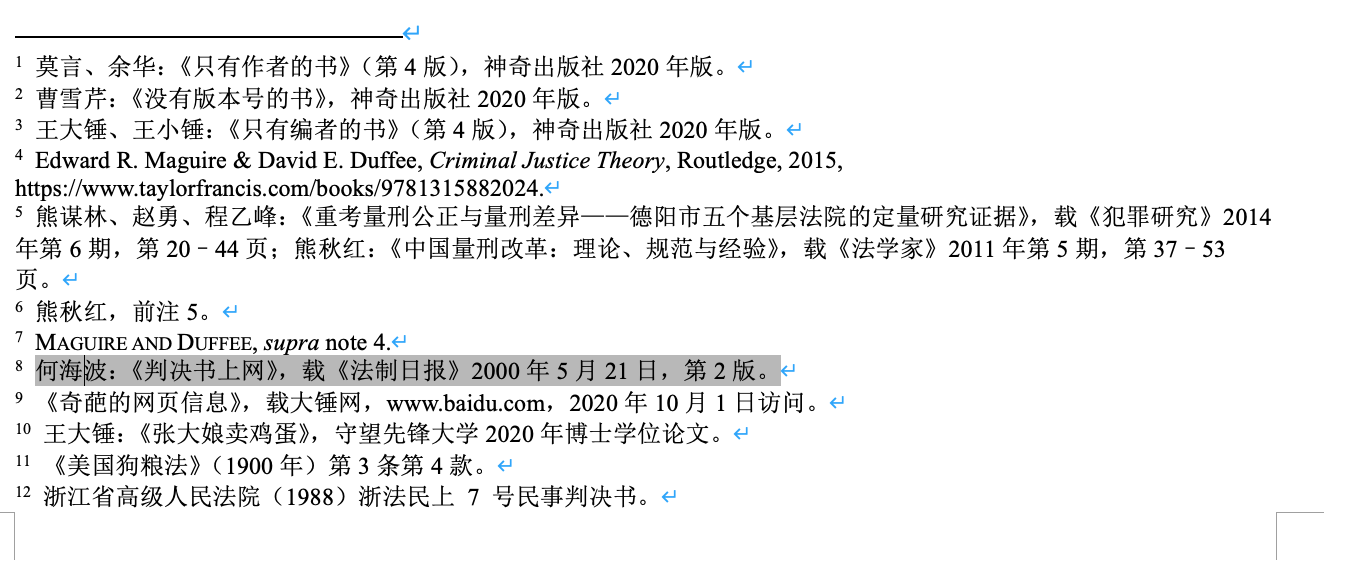 1 莫言、余华：《只有作者的书》（第 4 版），神奇出版社 2020 年版。
2 曹雪芹：《没有版本号的书》，神奇出版社 2020 年版。
3 王大锤、王小锤：《只有编者的书》（第 4 版），神奇出版社 2020 年版。
4 Edward R. Maguire & David E. Duffee, Criminal Justice Theory, Routledge, 2015,
https://www.taylorfrancis.com/books/9781315882024.
5 熊谋林、赵勇、程乙峰：《重考量刑公正与量刑差异——德阳市五个基层法院的定量研究证据》，载《犯罪研究》2014
年第 6 期，第 20﹣44 页；熊秋红：《中国量刑改革：理论、规范与经验》，载《法学家》2011 年第 5 期，第 37﹣53
页。
6 熊秋红，前注 5。
7 MAGUIRE AND DUFFEE, supra note 4.
8 何海波：《判决书上网》，载《法制日报》2000 年 5 月 21 日，第 2 版。
9 《奇葩的网页信息》，载大锤网，www.baidu.com，2020 年 10 月 1 日访问。
10 王大锤：《张大娘卖鸡蛋》，守望先锋大学 2020 年博士学位论文。
11 《美国狗粮法》（1900 年）第 3 条第 4 款。
12 浙江省高级人民法院（1988）浙法民上 7 号民事判决书。